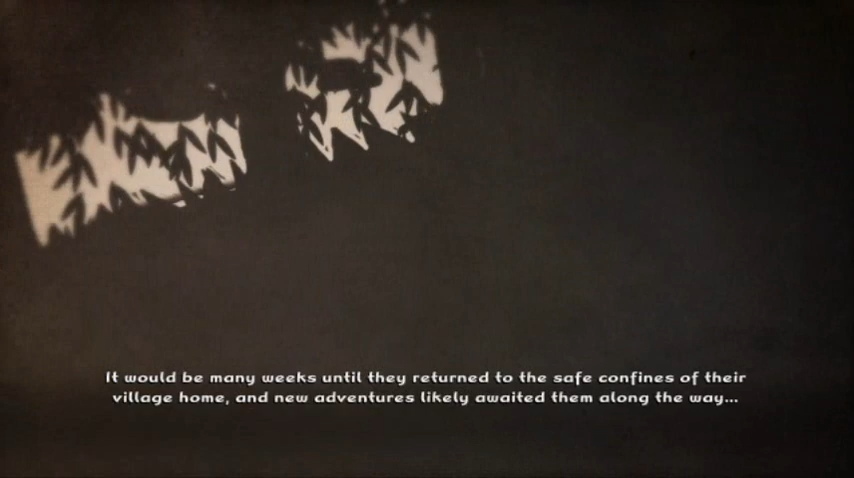 It would be many weeks until they returned to the safe confines of their
village home, and new adventures likely awaited them along the way...